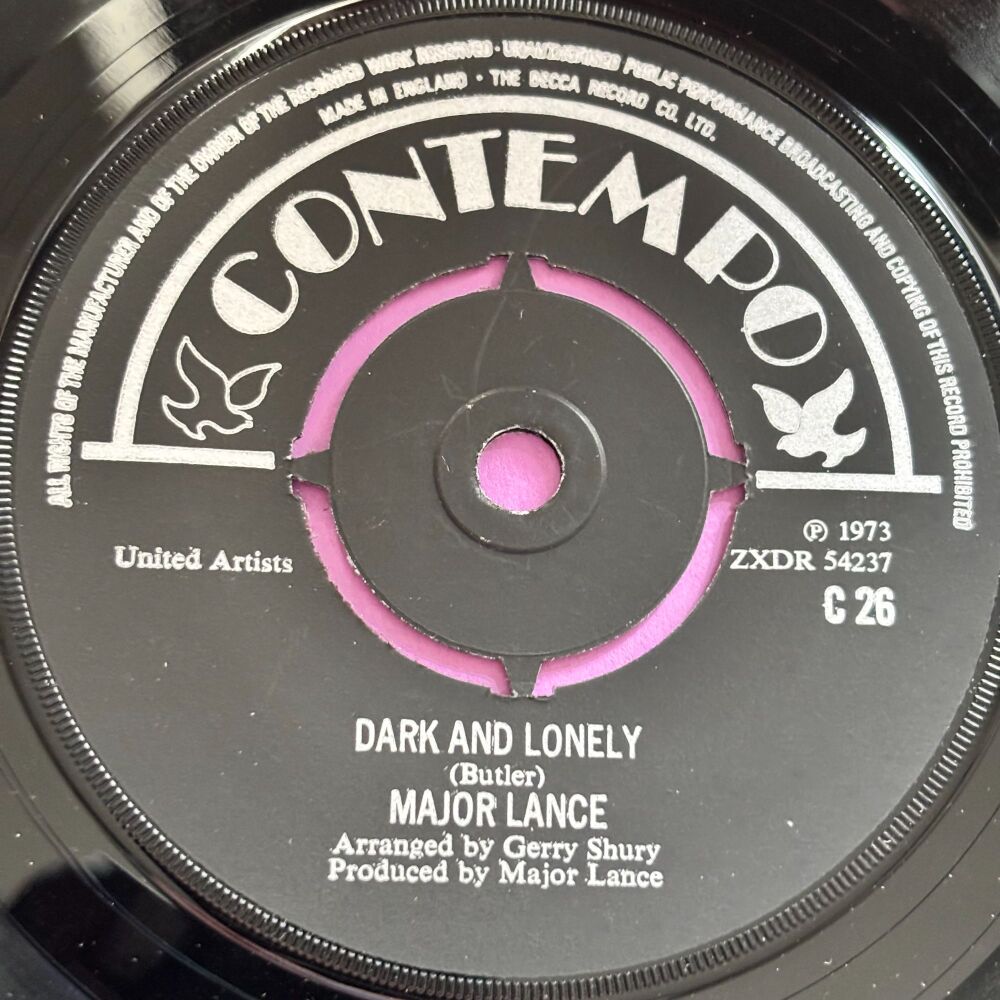 ALL RIGHTS OF THE MANUFACTURER AND OF THE OWNER OF THE RECORDED WORK RESERVED · UNAUTHORISED PUBLIC PERFORMANCE BROADCASTING AND COPYING OF THIS RECORD PROHIBITED
MADE IN ENGLAND · THE DECCA RECORD CO. LTD.
CONTEMPO
℗ 1973
United Artists
ZXDR 54237
C 26
DARK AND LONELY
(Butler)
MAJOR LANCE
Arranged by Gerry Shury
Produced by Major Lance